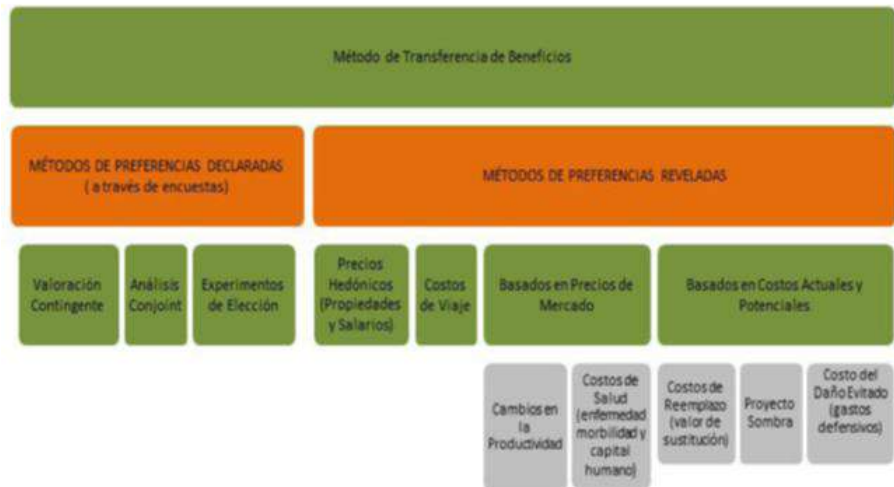 Método de Transferencia de Beneficios
MÉTODOS DE PREFERENCIAS DECLARADAS
( a través de encuestas)
MÉTODOS DE PREFERENCIAS REVELADAS
Valoración
Contingente
Análisis
Conjoint
Experimentos
de Elección
Precios
Hedónicos
(Propiedades
y Salarios)
Costos
de Viaje
Basados en Precios de
Mercado
Basados en Costos Actuales y
Potenciales
Cambios en
la
Productividad
Costos de
Salud
(enfermedad
morbilidad y
capital
humano)
Costos de
Reemplazo
(valor de
sustitución)
Proyecto
Sombra
Costo del
Daño Evitado
(gastos
defensivos)